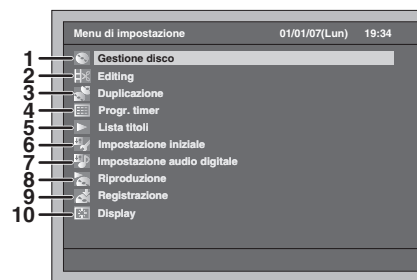 Menu di impostazione 01/01/07(Lun) 19:34
1 Gestione disco
2 Editing
3 Duplicazione
4 Progr. timer
5 Lista titoli
6 Impostazione iniziale
7 Impostazione audio digitale
8 Riproduzione
9 Registrazione
10 Display